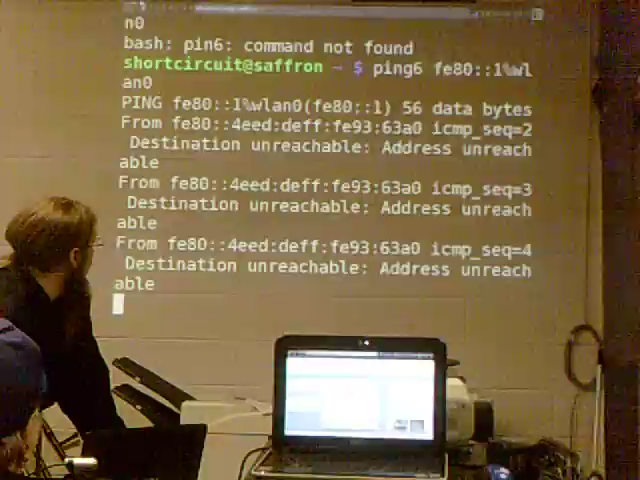 n0
bash: pin6: command not found
shortcircuit@saffron ~ $ ping6 fe80::1%wl
an0
PING fe80::1%wlan0(fe80::1) 56 data bytes
From fe80::4eed:deff:fe93:63a0 icmp_seq=2
Destination unreachable: Address unreach
able
From fe80::4eed:deff:fe93:63a0 icmp_seq=3
Destination unreachable: Address unreach
able
From fe80::4eed:deff:fe93:63a0 icmp_seq=4
Destination unreachable: Address unreach
able